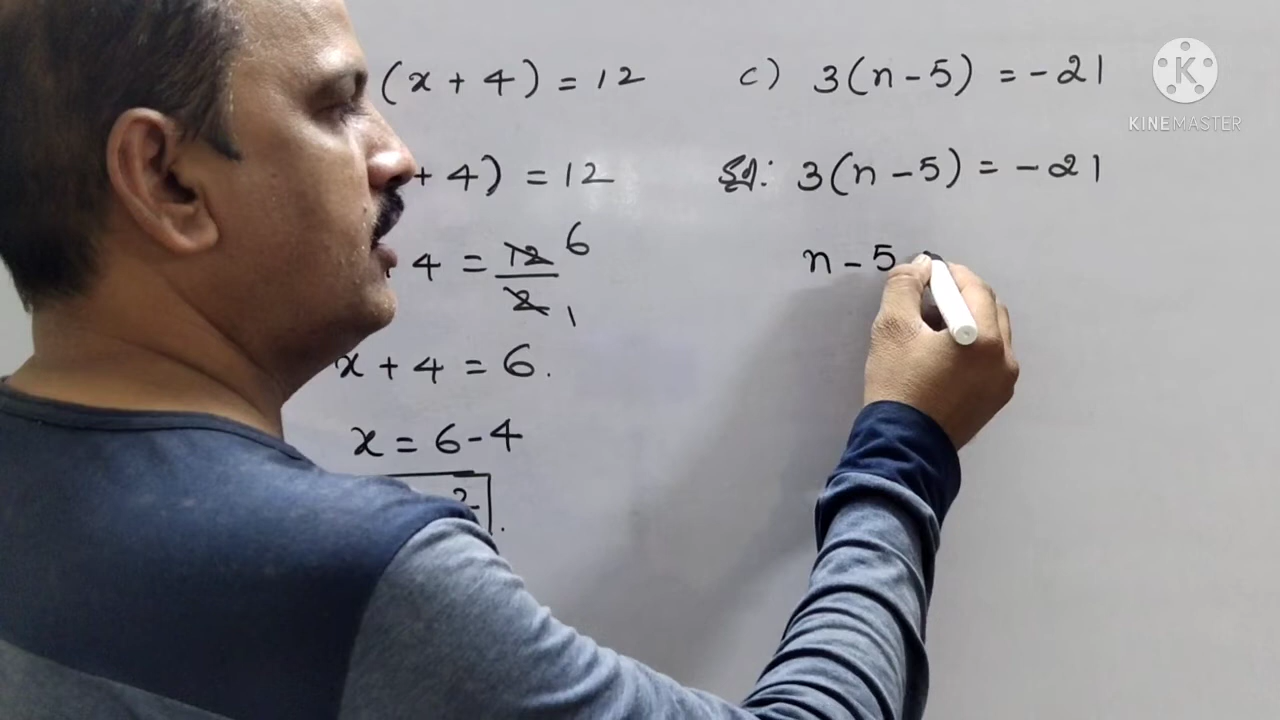 (x + 4) = 12
+ 4) = 12
4 = 12/2 6 1
x + 4 = 6.
x = 6 - 4
2
c) 3(n - 5) = -21
3(n - 5) = -21
n - 5
K
KINEMASTER